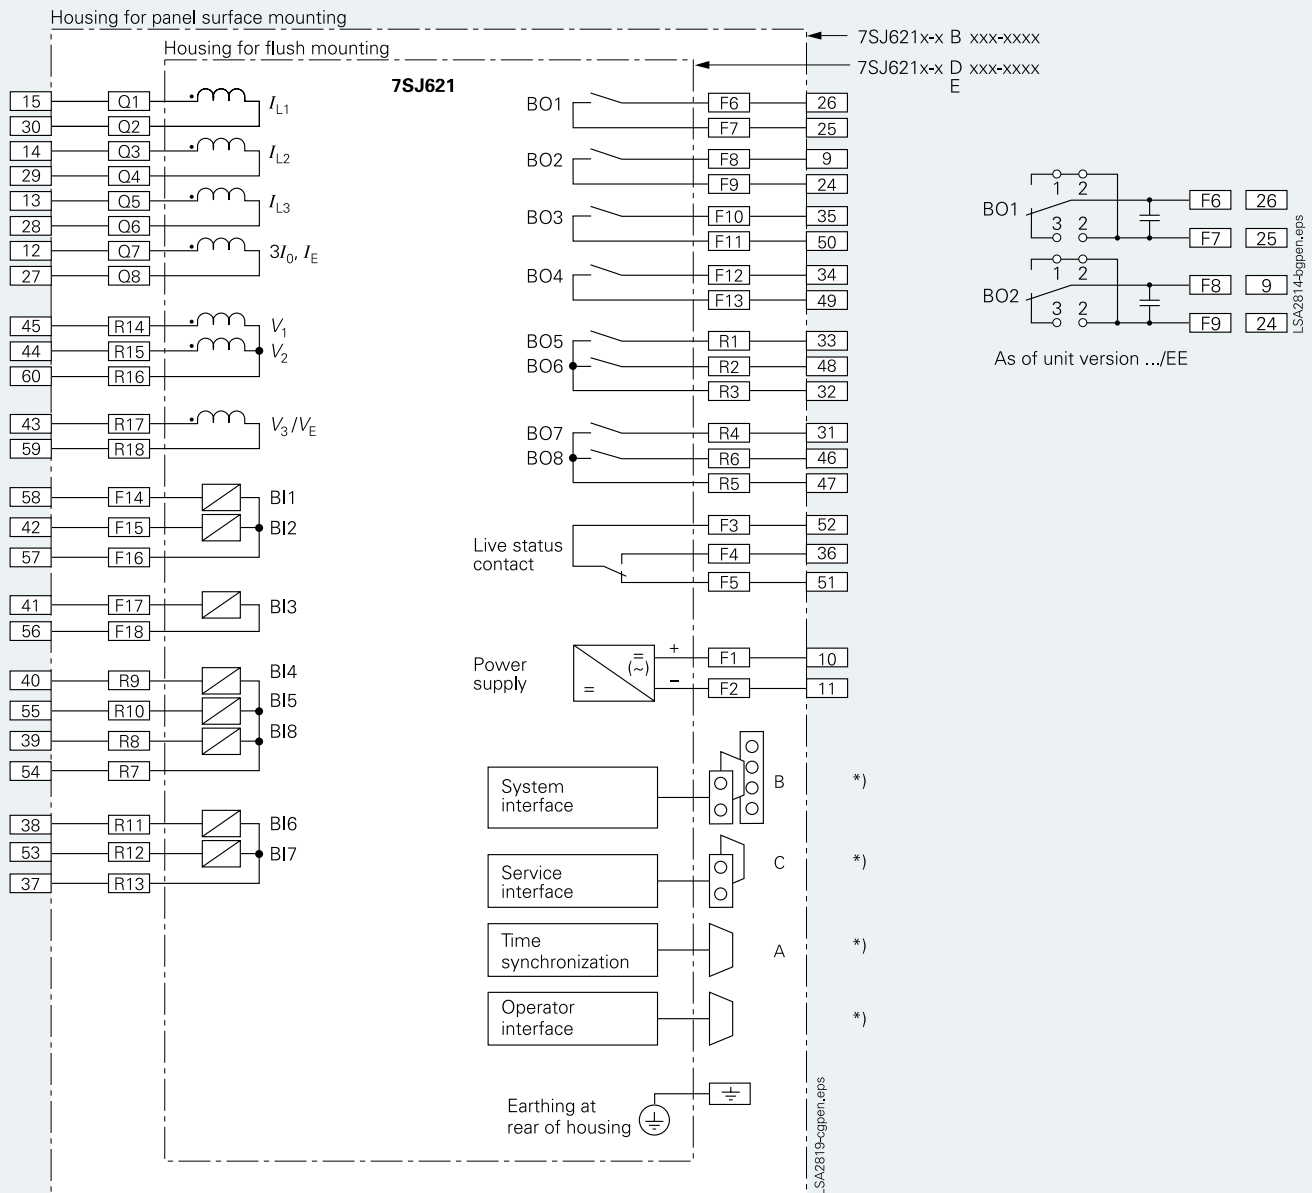 Housing for panel surface mounting
7SJ621x-x B xxx-xxxx
Housing for flush mounting
7SJ621x-x D xxx-xxxx
E
7SJ621
15 Q1 I L1
30 Q2
14 Q3 I L2
29 Q4
13 Q5 I L3
28 Q6
12 Q7 3I0, IE
27 Q8
45 R14 V1
44 R15 V2
60 R16
43 R17 V3/VE
59 R18
58 F14 BI1
42 F15 BI2
57 F16
41 F17 BI3
56 F18
40 R9 BI4
55 R10 BI5
39 R8 BI8
54 R7
38 R11 BI6
53 R12 BI7
37 R13
BO1 F6 26
F7 25
BO2 F8 9
F9 24
BO3 F10 35
F11 50
BO4 F12 34
F13 49
BO5 R1 33
BO6 R2 48
R3 32
BO7 R4 31
BO8 R6 46
R5 47
F3 52
Live status
contact
F4 36
F5 51
Power
supply
=
(~)
=
+ F1 10
− F2 11
System
interface
B *)
Service
interface
C *)
Time
synchronization
A *)
Operator
interface
*)
Earthing at
rear of housing
LSA2819-cgpen.eps
1 2
BO1 F6 26
3 2
F7 25
1 2
BO2 F8 9
3 2
F9 24
As of unit version .../EE
LSA2814-bgpen.eps